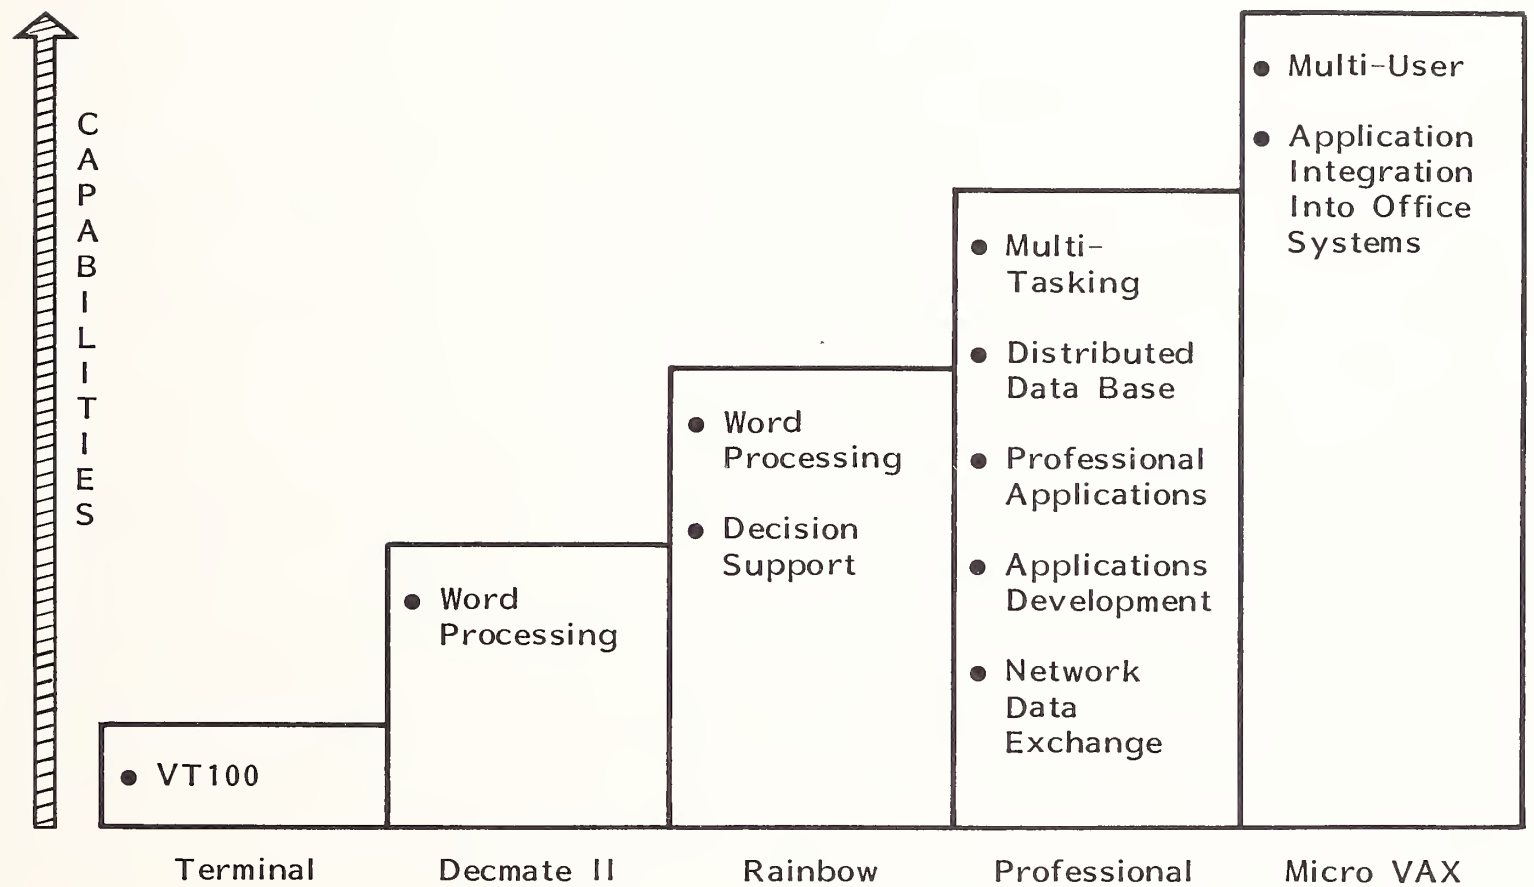 CAPABILITIES
VT100
Word
Processing
Word
Processing
Decision
Support
Multi-
Tasking
Distributed
Data Base
Professional
Applications
Applications
Development
Network
Data
Exchange
Multi-User
Application
Integration
Into Office
Systems
Terminal
Decmate II
Rainbow
Professional
Micro VAX